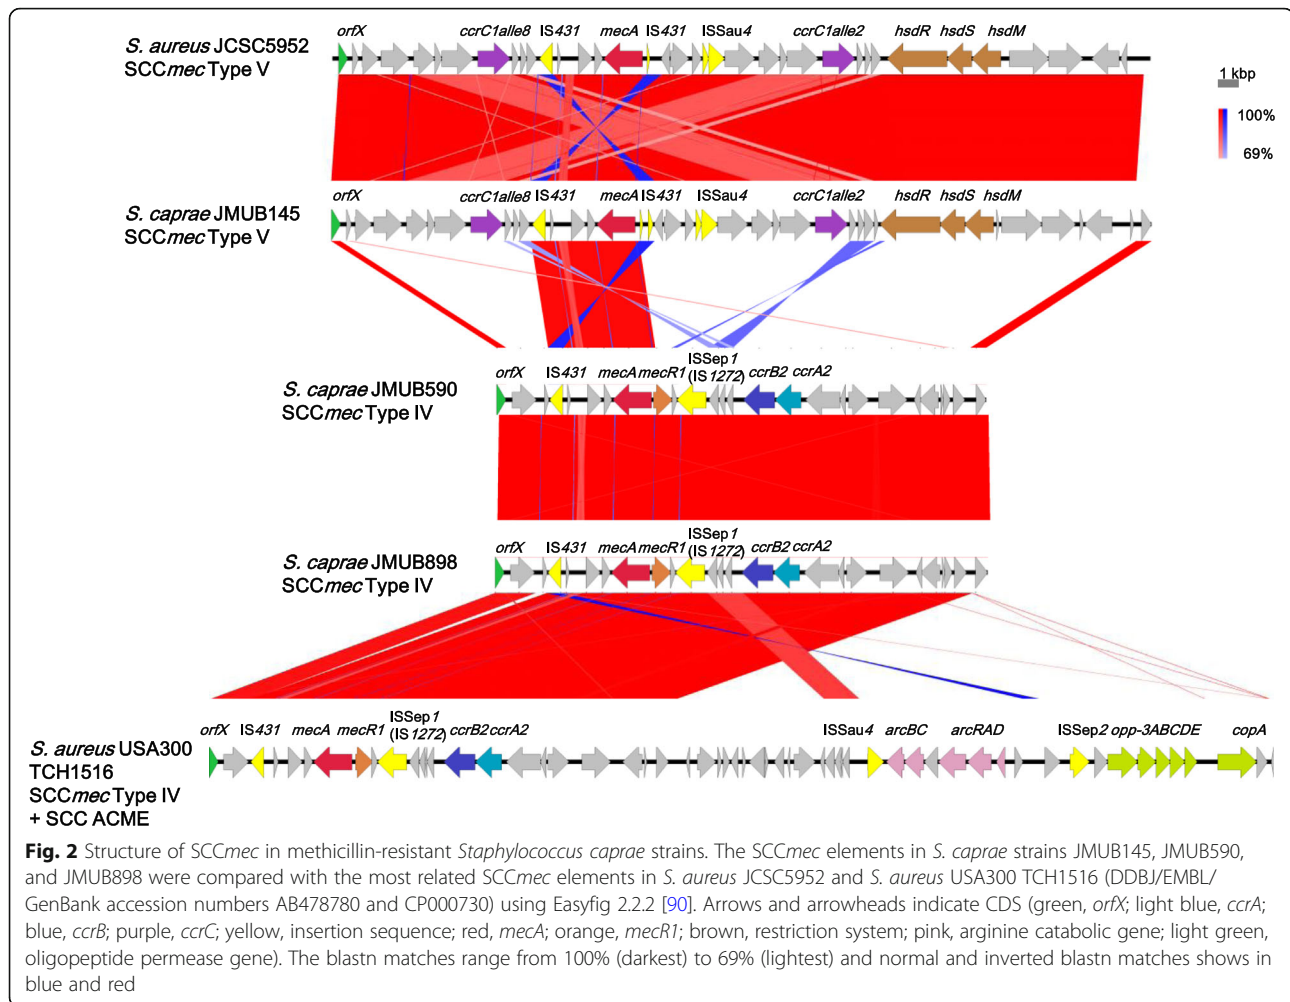 orfX ccrC1alle8 IS431 mecA IS431 ISSau4 ccrC1alle2 hsdR hsdS hsdM
S. aureus JCSC5952
SCCmec Type V
1 kbp
100%
69%
orfX ccrC1alle8 IS431 mecA IS431 ISSau4 ccrC1alle2 hsdR hsdS hsdM
S. caprae JMUB145
SCCmec Type V
ISSep1
orfX IS431 mecA mecR1 (IS1272) ccrB2 ccrA2
S. caprae JMUB590
SCCmec Type IV
ISSep1
orfX IS431 mecA mecR1 (IS1272) ccrB2 ccrA2
S. caprae JMUB898
SCCmec Type IV
ISSep1
orfX IS431 mecA mecR1 (IS1272) ccrB2ccrA2 ISSau4 arcBC arcRAD ISSep2 opp-3ABCDE copA
S. aureus USA300
TCH1516
SCCmec Type IV
+ SCC ACME
Fig. 2 Structure of SCCmec in methicillin-resistant Staphylococcus caprae strains. The SCCmec elements in S. caprae strains JMUB145, JMUB590,
and JMUB898 were compared with the most related SCCmec elements in S. aureus JCSC5952 and S. aureus USA300 TCH1516 (DDBJ/EMBL/
GenBank accession numbers AB478780 and CP000730) using Easyfig 2.2.2 [90]. Arrows and arrowheads indicate CDS (green, orfX; light blue, ccrA;
blue, ccrB; purple, ccrC; yellow, insertion sequence; red, mecA; orange, mecR1; brown, restriction system; pink, arginine catabolic gene; light green,
oligopeptide permease gene). The blastn matches range from 100% (darkest) to 69% (lightest) and normal and inverted blastn matches shows in
blue and red